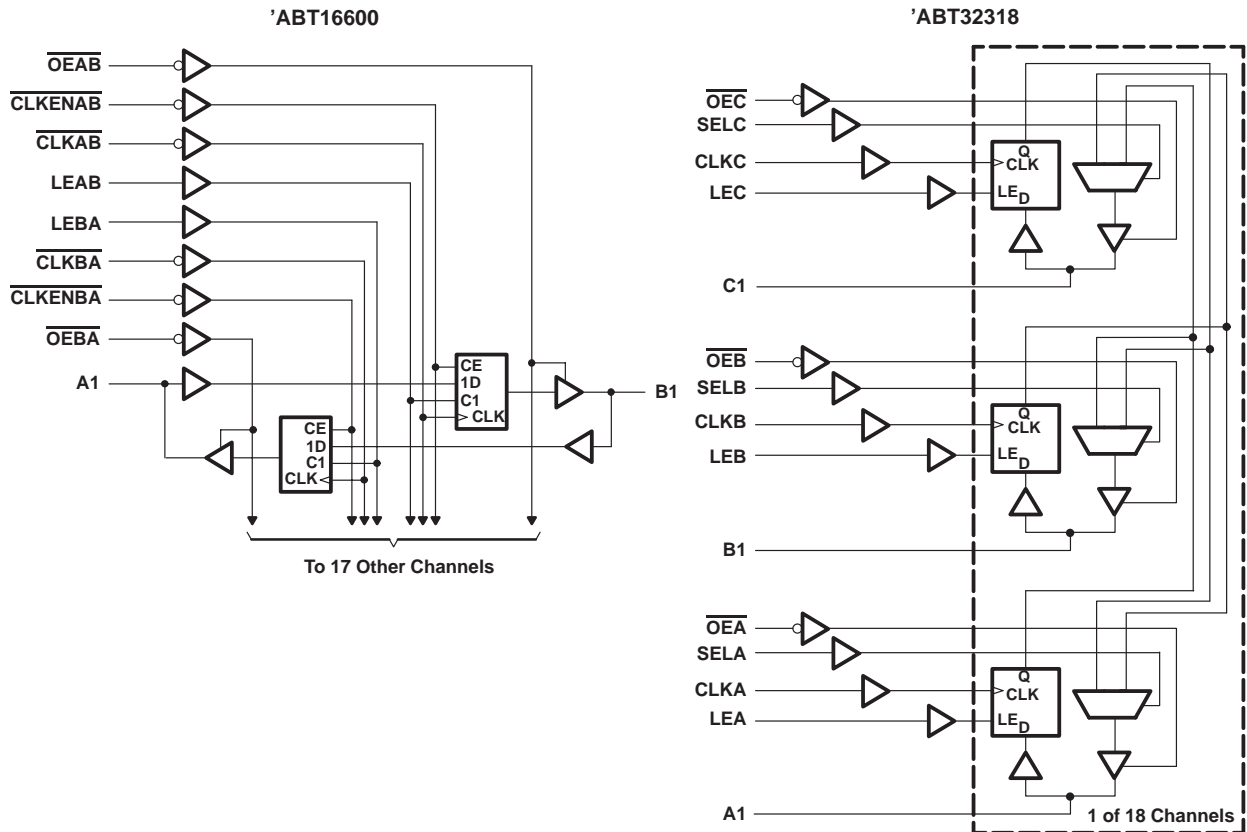 'ABT16600
OEAB
CLKENAB
CLKAB
LEAB
LEBA
CLKBA
CLKENBA
OEBA
A1
CE
1D
C1
CLK
B1
CE
1D
C1
CLK
To 17 Other Channels
'ABT32318
OEC
SELC
CLKC
LEC
Q
CLK
LE
D
C1
OEB
SELB
CLKB
LEB
Q
CLK
LE
D
B1
OEA
SELA
CLKA
LEA
Q
CLK
LE
D
A1
1 of 18 Channels